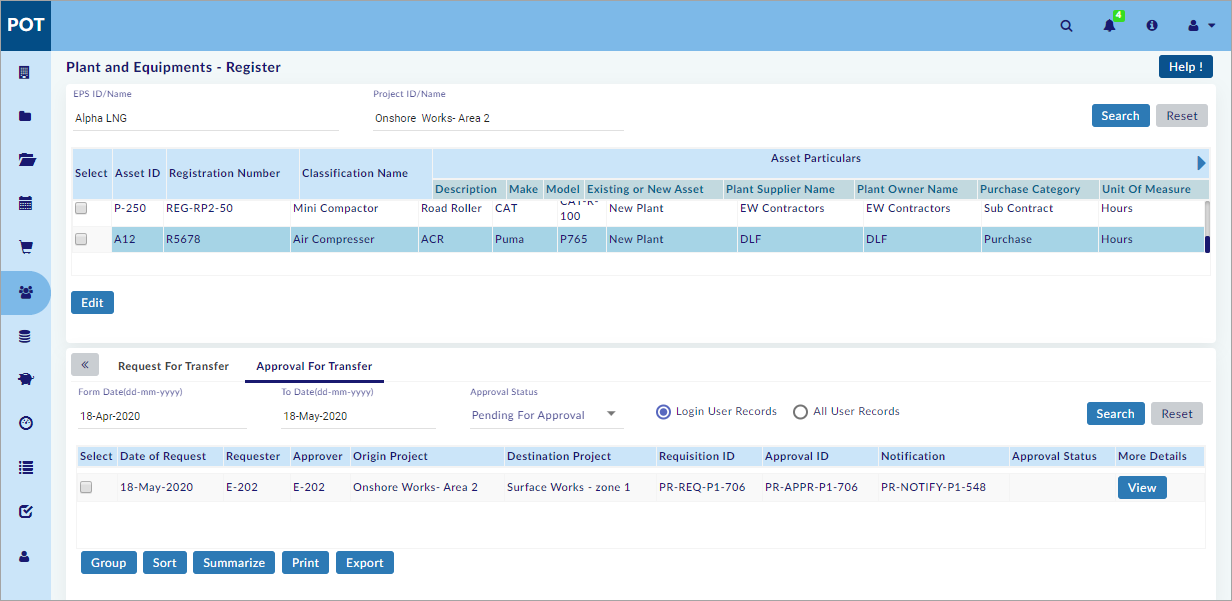 POT
4
Plant and Equipments - Register
Help !
EPS ID/Name Project ID/Name
Alpha LNG Onshore Works- Area 2
Search Reset
Asset Particulars
Select Asset ID Registration Number Classification Name
Description Make Model Existing or New Asset Plant Supplier Name Plant Owner Name Purchase Category Unit Of Measure
P-250 REG-RP2-50 Mini Compactor Road Roller CAT CAT-R-100 New Plant EW Contractors EW Contractors Sub Contract Hours
A12 R5678 Air Compresser ACR Puma P765 New Plant DLF DLF Purchase Hours
Edit
« Request For Transfer Approval For Transfer
Form Date(dd-mm-yyyy) To Date(dd-mm-yyyy) Approval Status
18-Apr-2020 18-May-2020 Pending For Approval Login User Records All User Records
Search Reset
Select Date of Request Requester Approver Origin Project Destination Project Requisition ID Approval ID Notification Approval Status More Details
18-May-2020 E-202 E-202 Onshore Works- Area 2 Surface Works - zone 1 PR-REQ-P1-706 PR-APPR-P1-706 PR-NOTIFY-P1-548 View
Group Sort Summarize Print Export